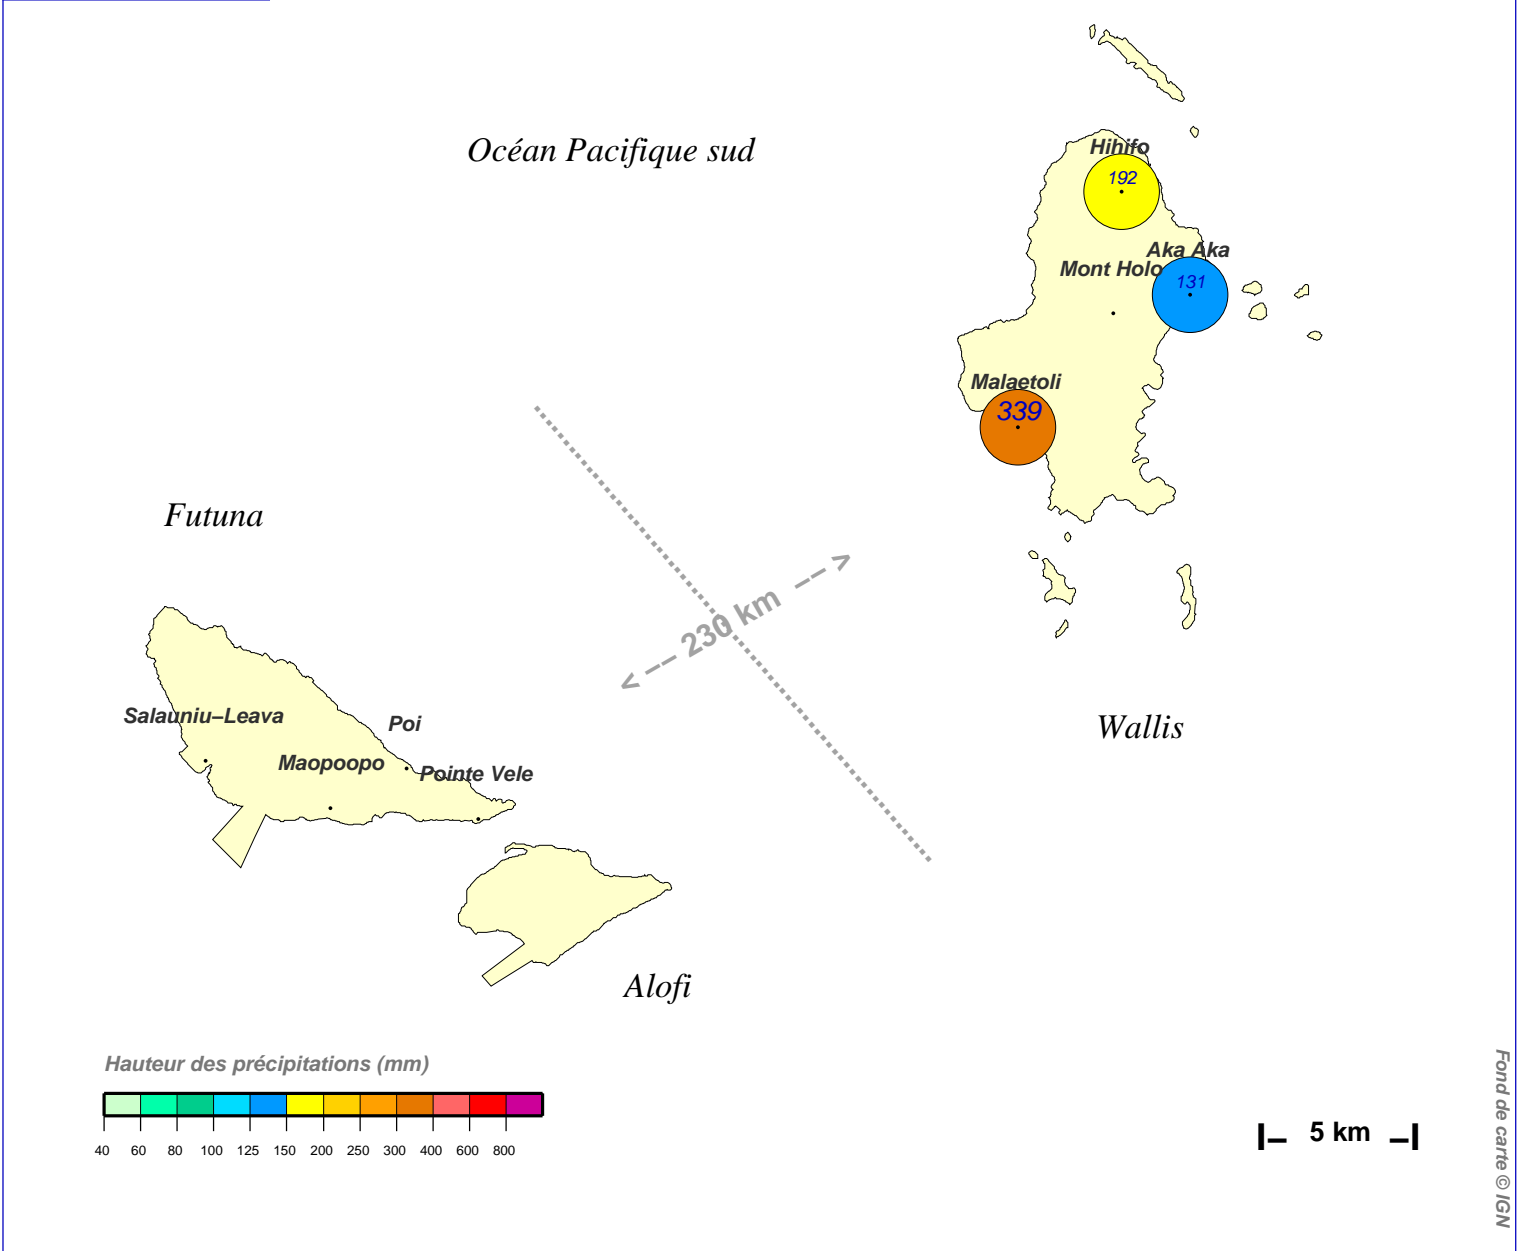 Océan Pacifique sud
Hihifo
192
Aka Aka
Mont Holo
131
Malaetoli
339
Futuna
230 km
Salauniu–Leava
Poi
Wallis
Maopoopo
Pointe Vele
Alofi
Hauteur des précipitations (mm)
40 60 80 100 125 150 200 250 300 400 600 800
5 km
Fond de carte © IGN